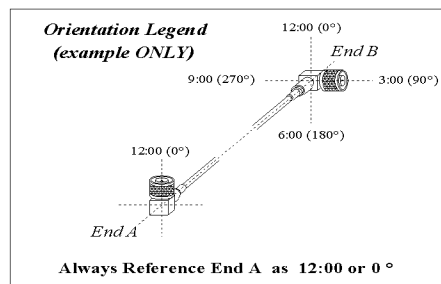 Orientation Legend
(example ONLY)
12:00 (0°)
End B
9:00 (270°)
3:00 (90°)
6:00 (180°)
12:00 (0°)
End A
Always Reference End A as 12:00 or 0 °